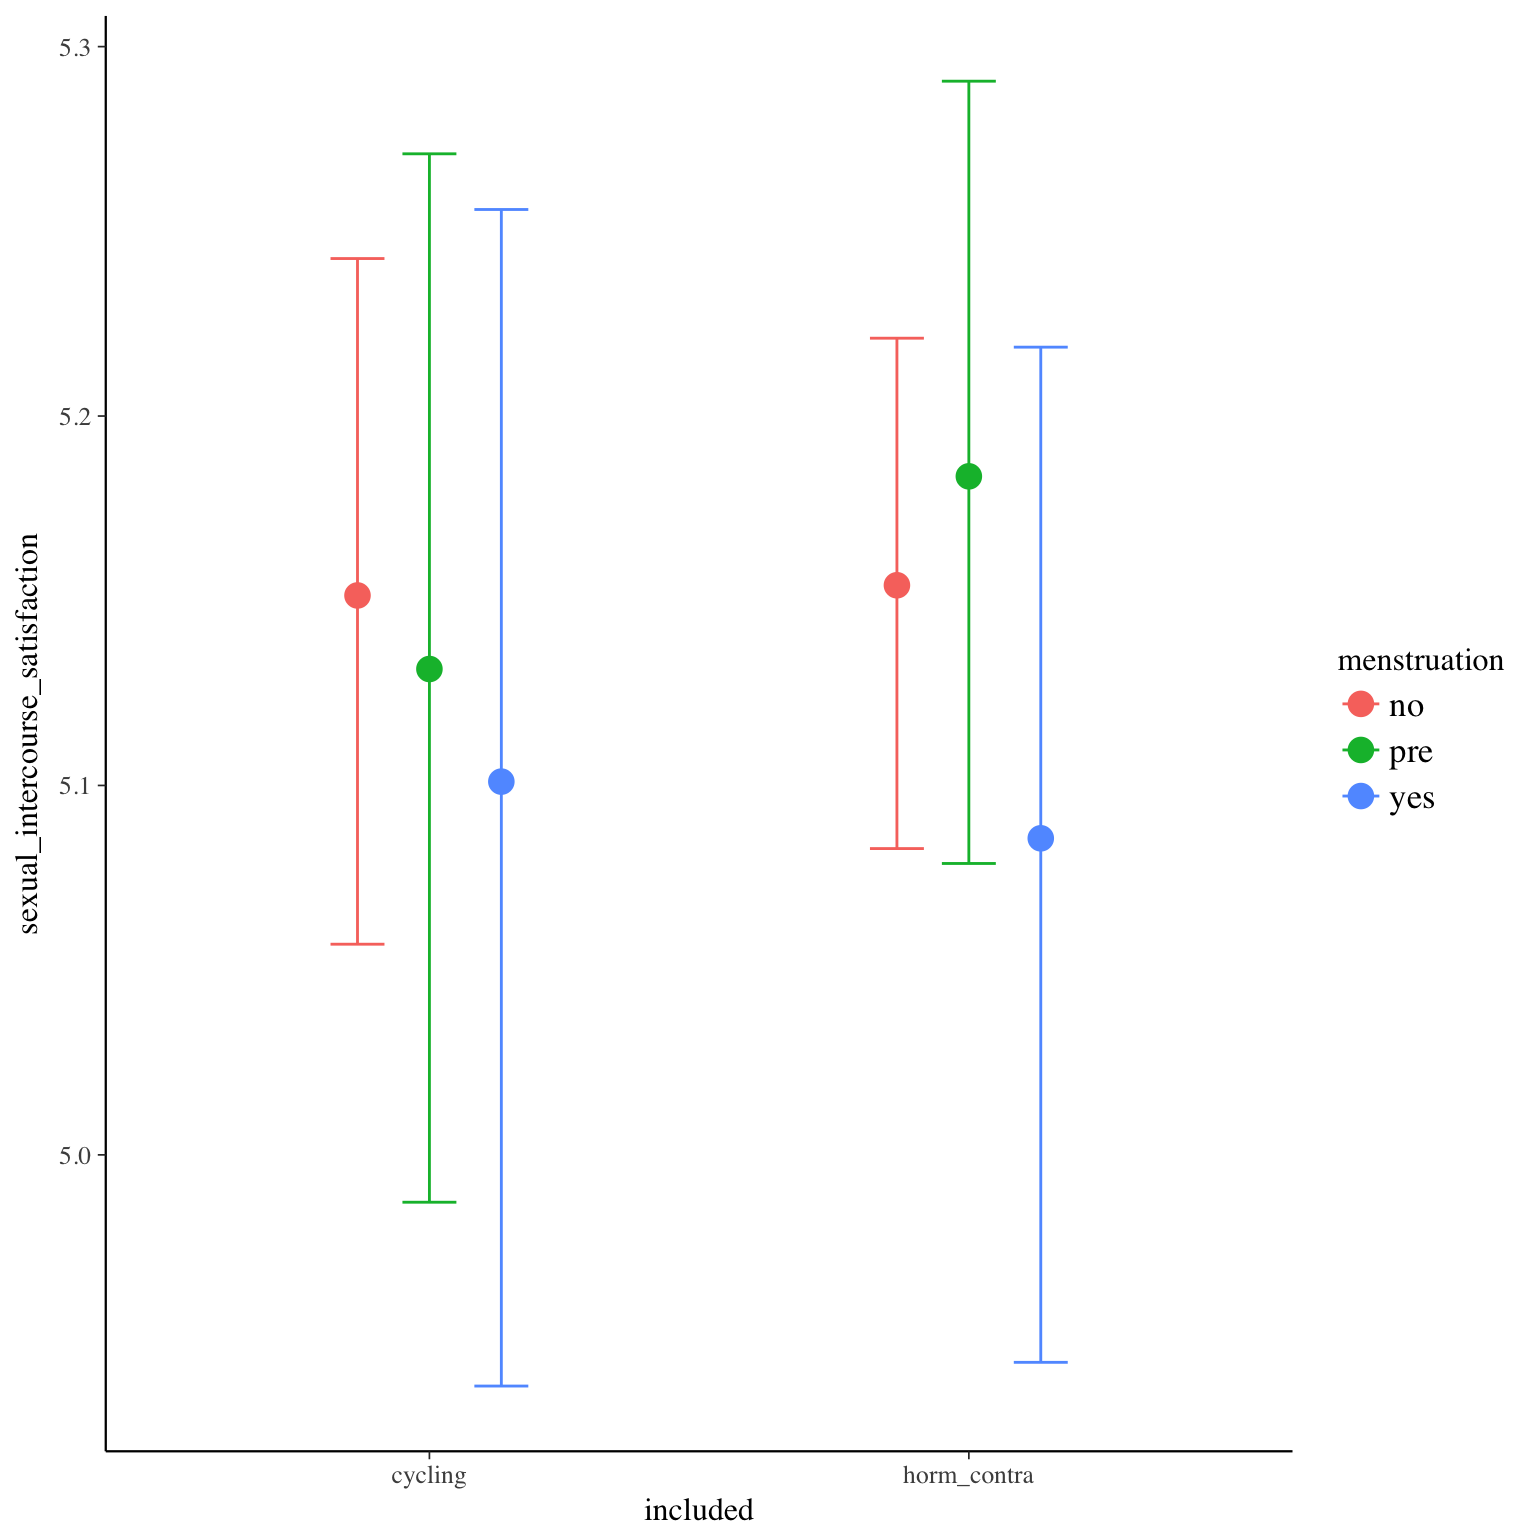 5.3
5.2
5.1
5.0
sexual_intercourse_satisfaction
cycling
horm_contra
included
menstruation
no
pre
yes